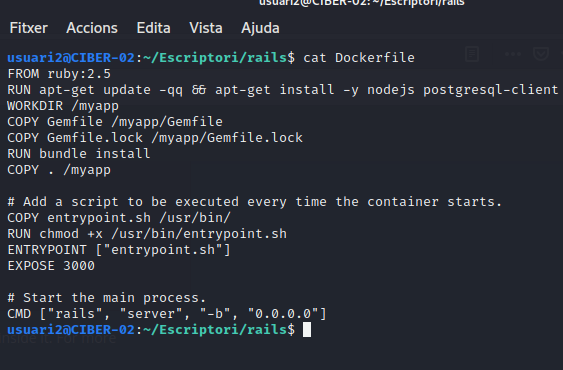 usuari2@CIBER-02:~/Escriptori/rails
Fitxer Accions Edita Vista Ajuda
usuari2@CIBER-02:~/Escriptori/rails$ cat Dockerfile
FROM ruby:2.5
RUN apt-get update -qq && apt-get install -y nodejs postgresql-client
WORKDIR /myapp
COPY Gemfile /myapp/Gemfile
COPY Gemfile.lock /myapp/Gemfile.lock
RUN bundle install
COPY . /myapp
# Add a script to be executed every time the container starts.
COPY entrypoint.sh /usr/bin/
RUN chmod +x /usr/bin/entrypoint.sh
ENTRYPOINT ["entrypoint.sh"]
EXPOSE 3000
# Start the main process.
CMD ["rails", "server", "-b", "0.0.0.0"]
usuari2@CIBER-02:~/Escriptori/rails$